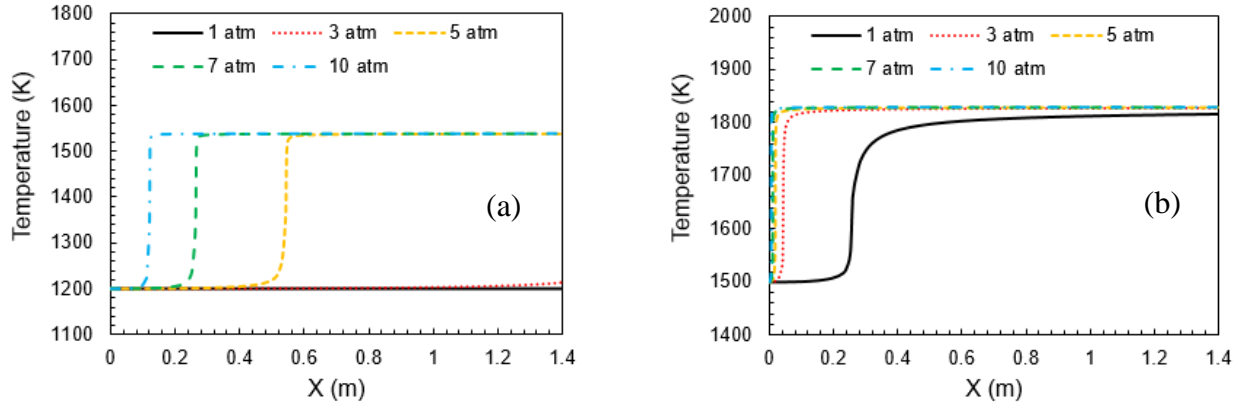 1800
1700
1600
1500
1400
1300
1200
1100
Temperature (K)
1 atm 3 atm 5 atm
7 atm 10 atm
(a)
0 0.2 0.4 0.6 0.8 1 1.2 1.4
X (m)
2000
1900
1800
1700
1600
1500
1400
Temperature (K)
1 atm 3 atm 5 atm
7 atm 10 atm
(b)
0 0.2 0.4 0.6 0.8 1 1.2 1.4
X (m)